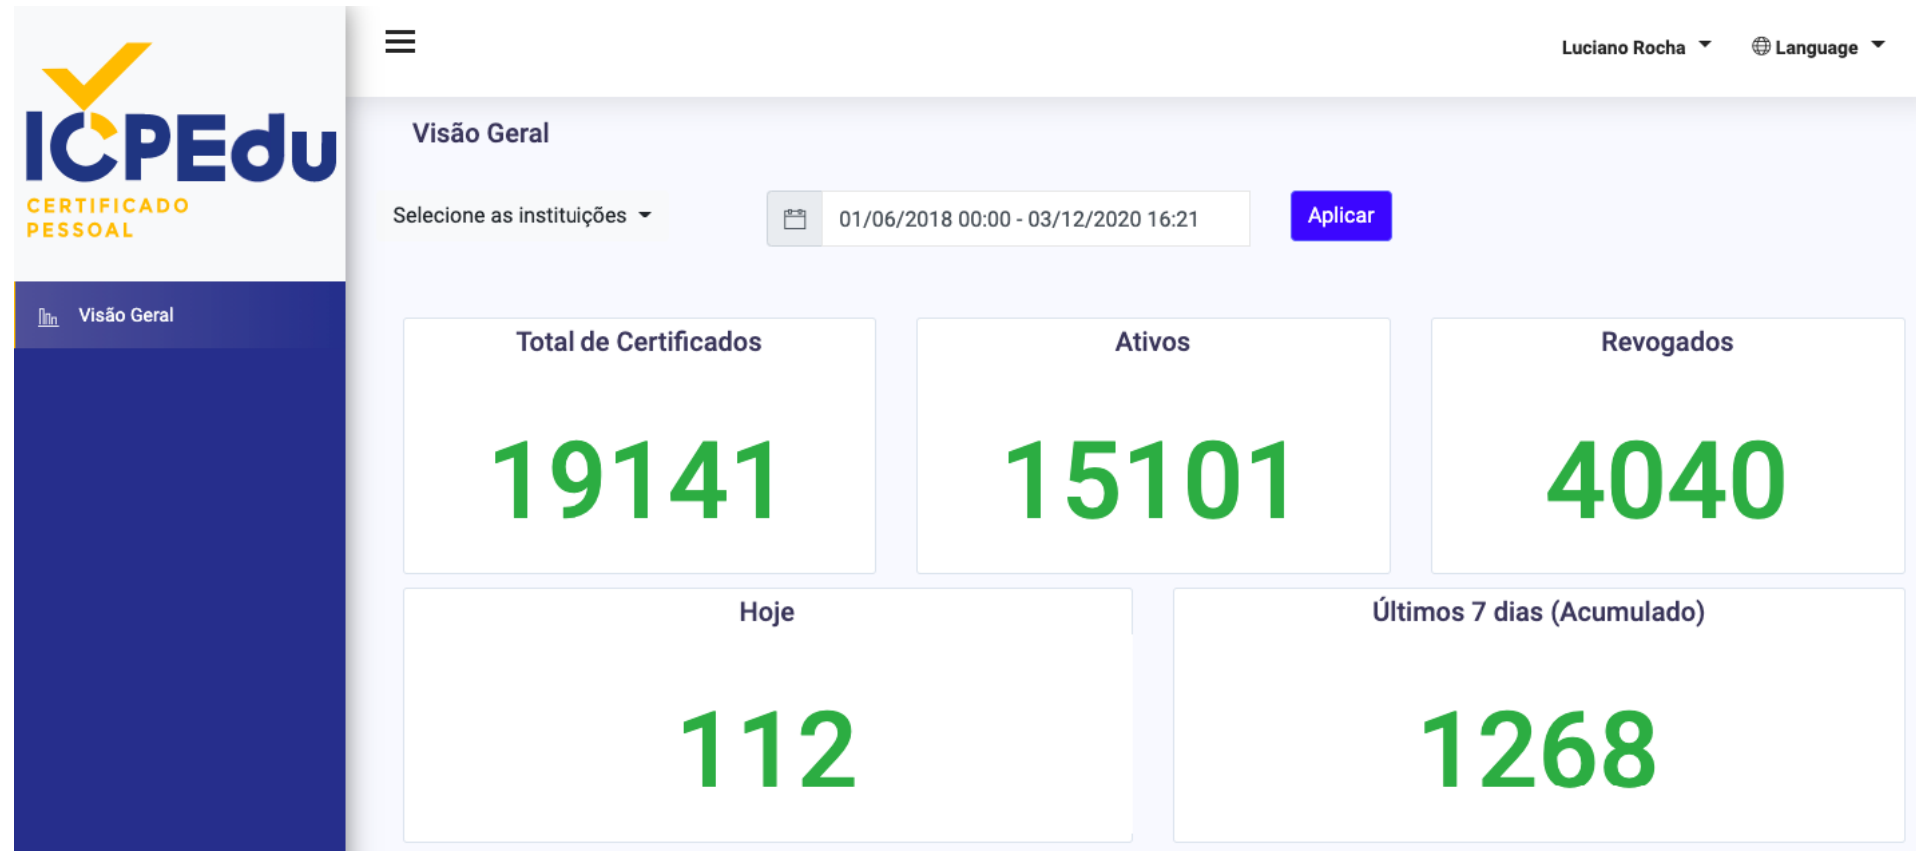 ICPEdu
CERTIFICADO
PESSOAL
Visão Geral
Luciano Rocha
Language
Visão Geral
Selecione as instituições
01/06/2018 00:00 - 03/12/2020 16:21
Aplicar
Total de Certificados
19141
Ativos
15101
Revogados
4040
Hoje
112
Últimos 7 dias (Acumulado)
1268